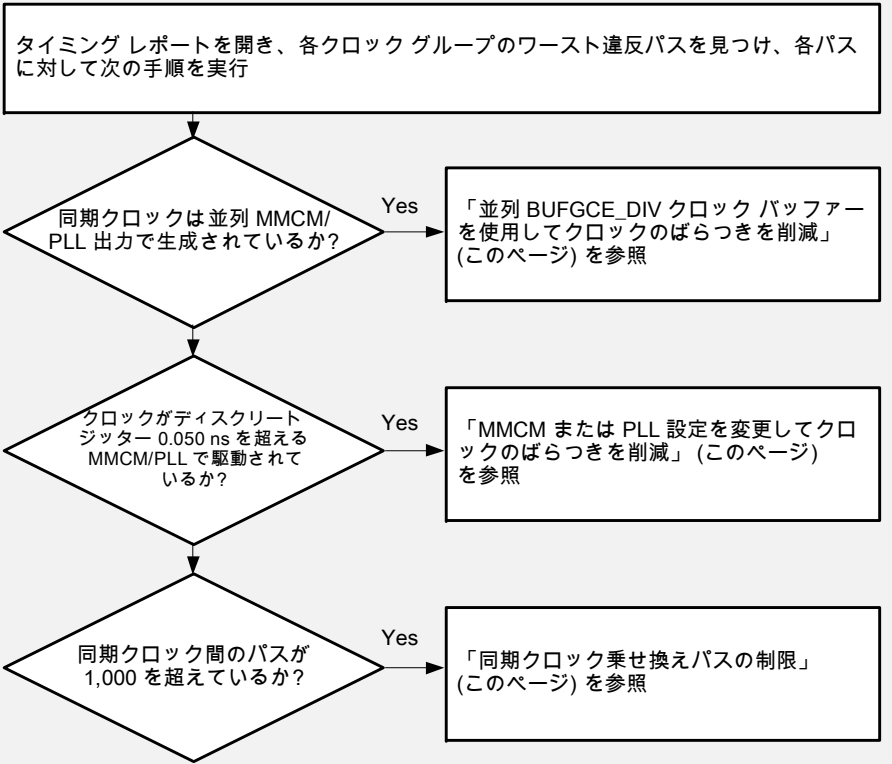 タイミング レポートを開き、各クロック グループのワースト違反パスを見つけ、各パス
に対して次の手順を実行
同期クロックは並列 MMCM/
PLL 出力で生成されているか?
Yes
「並列 BUFGCE_DIV クロック バッファー
を使用してクロックのばらつきを削減」
(このページ) を参照
クロックがディスクリート
ジッター 0.050 ns を超える
MMCM/PLL で駆動されて
いるか?
Yes
「MMCM または PLL 設定を変更してクロ
ックのばらつきを削減」 (このページ)
を参照
同期クロック間のパスが
1,000 を超えているか?
Yes
「同期クロック乗せ換えパスの制限」
(このページ) を参照